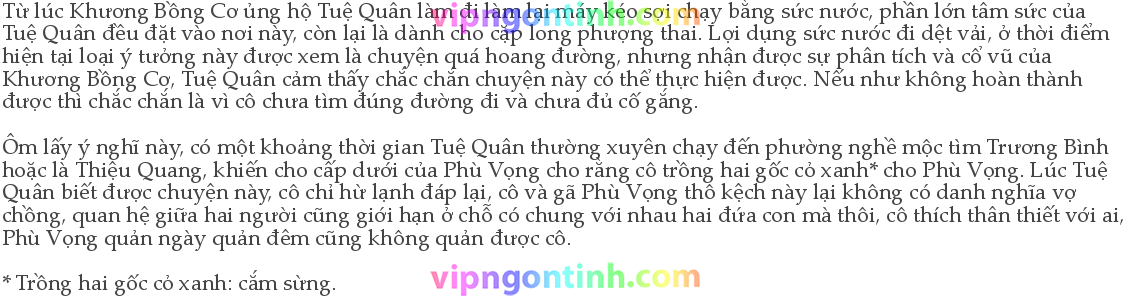 Từ lúc Khương Bồng Cơ ủng hộ Tuệ Quân làm đi làm lại máy kéo sợi chạy bằng sức nước, phần lớn tâm sức của
vipngontinh.com
Tuệ Quân đều đặt vào nơi này, còn lại là dành cho cặp long phượng thai. Lợi dụng sức nước đi dệt vải, ở thời điểm
hiện tại loại ý tưởng này được xem là chuyện quá hoang đường, nhưng nhận được sự phân tích và cổ vũ của
Khương Bồng Cơ, Tuệ Quân cảm thấy chắc chắn chuyện này có thể thực hiện được. Nếu như không hoàn thành
được thì chắc chắn là vì cô chưa tìm đúng đường đi và chưa đủ cố gắng.
Ôm lấy ý nghĩ này, có một khoảng thời gian Tuệ Quân thường xuyên chạy đến phường nghề mộc tìm Trương Bình
hoặc là Thiệu Quang, khiến cho cấp dưới của Phù Vọng cho rằng cô trồng hai gốc cỏ xanh* cho Phù Vọng. Lúc Tuệ
Quân biết được chuyện này, cô chỉ hừ lạnh đáp lại, cô và gã Phù Vọng thô kệch này lại không có danh nghĩa vợ
chồng, quan hệ giữa hai người cũng giới hạn ở chỗ có chung với nhau hai đứa con mà thôi, cô thích thân thiết với ai,
Phù Vọng quản ngày quản đêm cũng không quản được cô.
* Trồng hai gốc cỏ xanh: cắm sừng.
vipngontinh.com